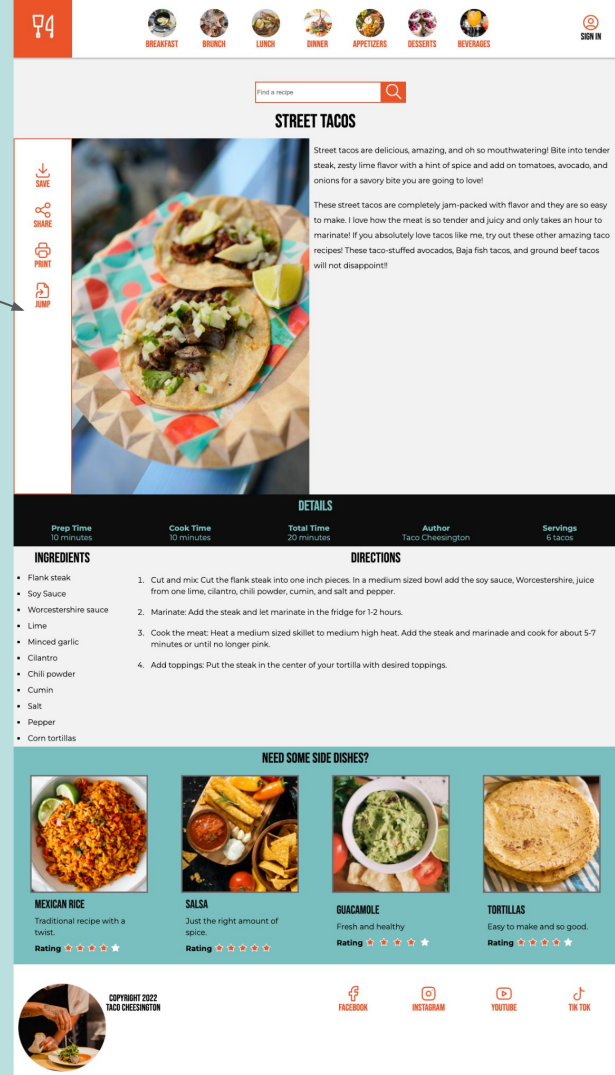 BREAKFAST
BRUNCH
LUNCH
DINNER
APPETIZERS
DESSERTS
BEVERAGES
SIGN IN
Find a recipe
STREET TACOS
SAVE
SHARE
PRINT
JUMP
Street tacos are delicious, amazing, and oh so mouthwatering! Bite into tender
steak, zesty lime flavor with a hint of spice and add on tomatoes, avocado, and
onions for a savory bite you are going to love!
These street tacos are completely jam-packed with flavor and they are so easy
to make. I love how the meat is so tender and juicy and only takes an hour to
marinate! If you absolutely love tacos like me, try out these other amazing taco
recipes! These taco-stuffed avocados, Baja fish tacos, and ground beef tacos
will not disappoint!!
DETAILS
Prep Time
10 minutes
Cook Time
10 minutes
Total Time
20 minutes
Author
Taco Cheesington
Servings
6 tacos
INGREDIENTS
Flank steak
Soy Sauce
Worcestershire sauce
Lime
Minced garlic
Cilantro
Chili powder
Cumin
Salt
Pepper
Corn tortillas
DIRECTIONS
1. Cut and mix: Cut the flank steak into one inch pieces. In a medium sized bowl add the soy sauce, Worcestershire, juice
from one lime, cilantro, chili powder, cumin, and salt and pepper.
2. Marinate: Add the steak and let marinate in the fridge for 1-2 hours.
3. Cook the meat: Heat a medium sized skillet to medium high heat. Add the steak and marinade and cook for about 5-7
minutes or until no longer pink.
4. Add toppings: Put the steak in the center of your tortilla with desired toppings.
NEED SOME SIDE DISHES?
MEXICAN RICE
Traditional recipe with a
twist.
Rating
SALSA
Just the right amount of
spice.
Rating
GUACAMOLE
Fresh and healthy
Rating
TORTILLAS
Easy to make and so good.
Rating
COPYRIGHT 2022
TACO CHEESINGTON
FACEBOOK
INSTAGRAM
YOUTUBE
TIK TOK